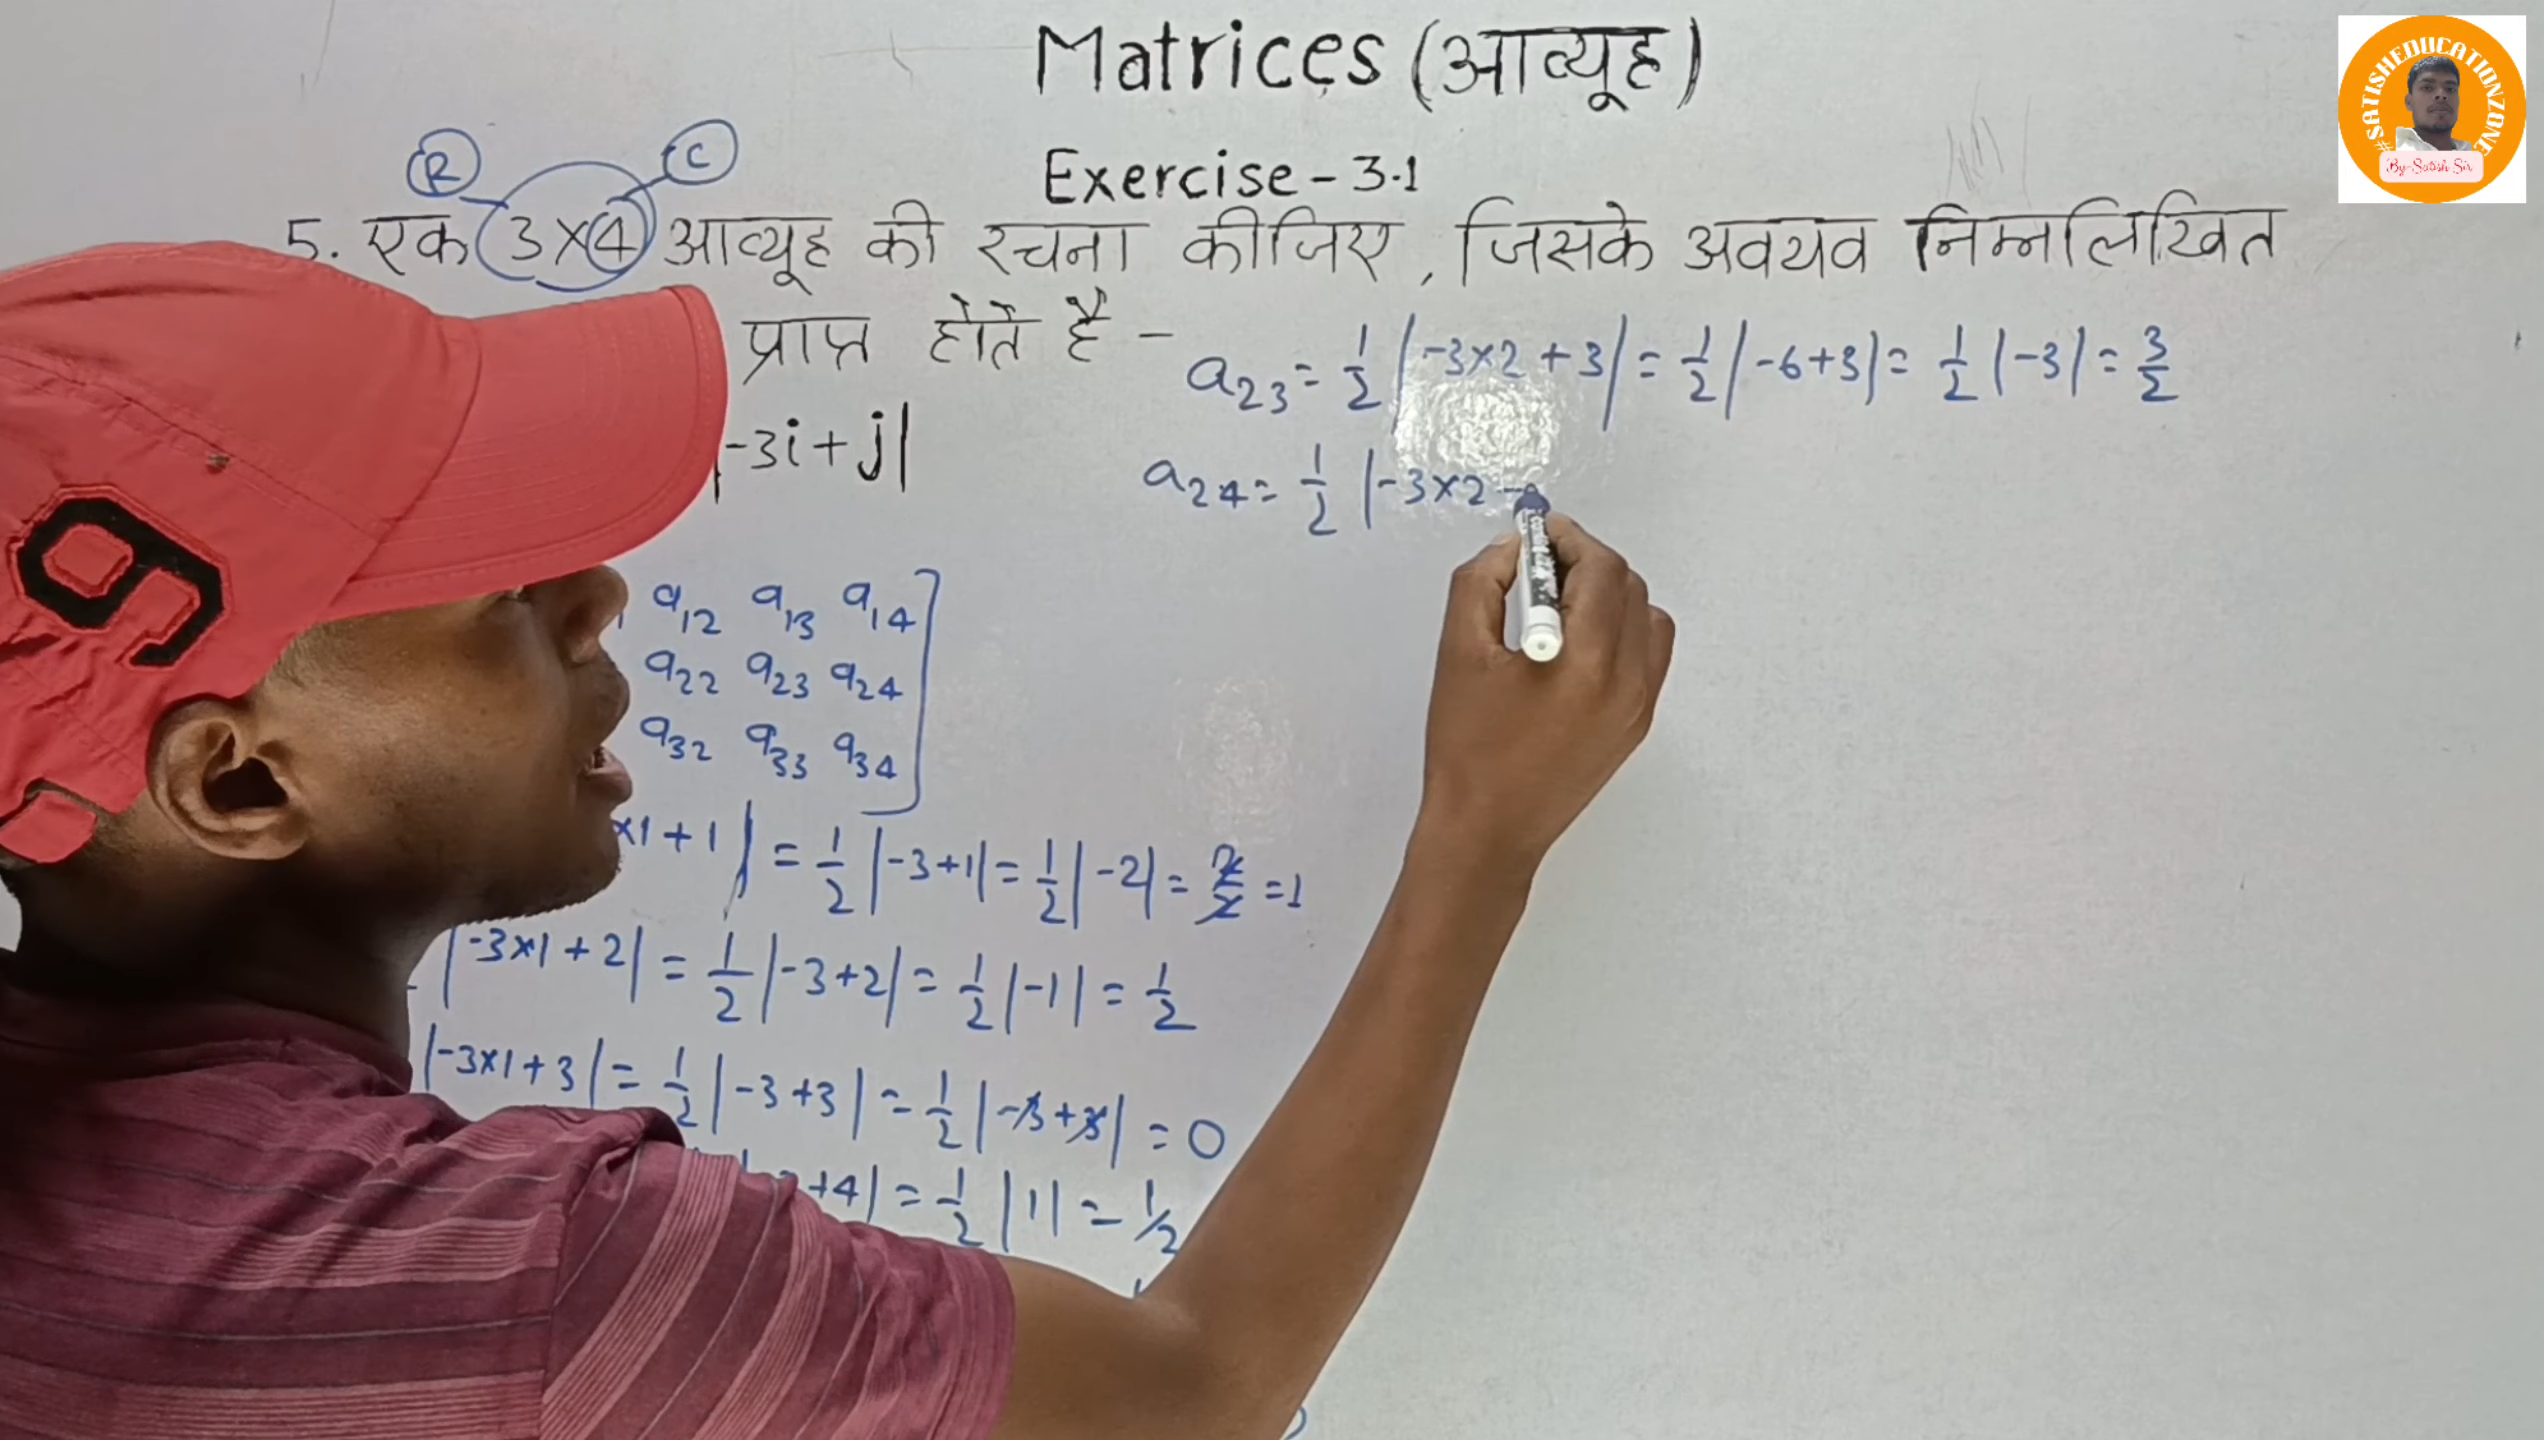 Matrices (आव्यूह)
Exercise - 3.1
R C
5. एक 3×4 आव्यूह की रचना कीजिए, जिसके अवयव निम्नलिखित
प्राप्त होते है -
|-3i + j|
a12 a13 a14
a22 a23 a24
a32 a33 a34
×1 + 1| = 1/2 |-3+1| = 1/2 |-2| = 2/2 = 1
|-3×1 + 2| = 1/2 |-3+2| = 1/2 |-1| = 1/2
|-3×1 + 3| = 1/2 |-3+3| = 1/2 |-3+3| = 0
+4| = 1/2 |1| = 1/2
a23 = 1/2 |-3×2 + 3| = 1/2 |-6+3| = 1/2 |-3| = 3/2
a24 = 1/2 |-3×2
9
#SATISHEDUCATIONZONE
By-Satish Sir